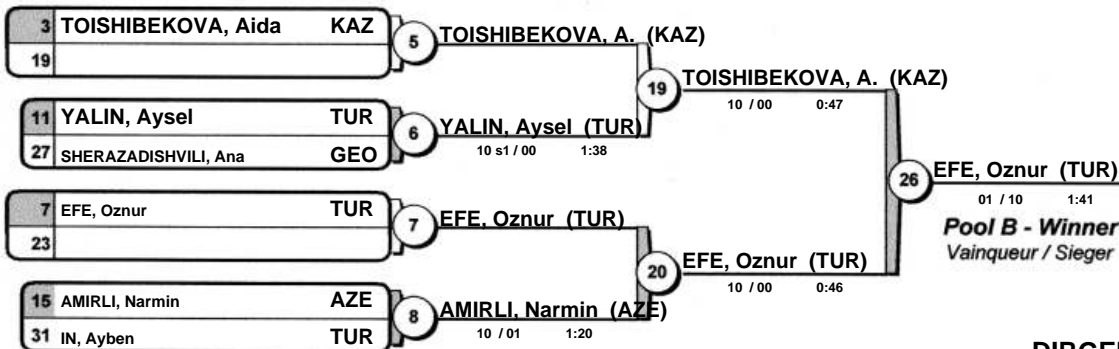 3 TOISHIBEKOVA, Aida KAZ
19
5
TOISHIBEKOVA, A. (KAZ)
11 YALIN, Aysel TUR
27 SHERAZADISHVILI, Ana GEO
6
YALIN, Aysel (TUR)
10 s1 / 00 1:38
19
TOISHIBEKOVA, A. (KAZ)
10 / 00 0:47
7 EFE, Oznur TUR
23
7
EFE, Oznur (TUR)
15 AMIRLI, Narmin AZE
31 IN, Ayben TUR
8
AMIRLI, Narmin (AZE)
10 / 01 1:20
20
EFE, Oznur (TUR)
10 / 00 0:46
26
EFE, Oznur (TUR)
01 / 10 1:41
Pool B - Winner
Vainqueur / Sieger